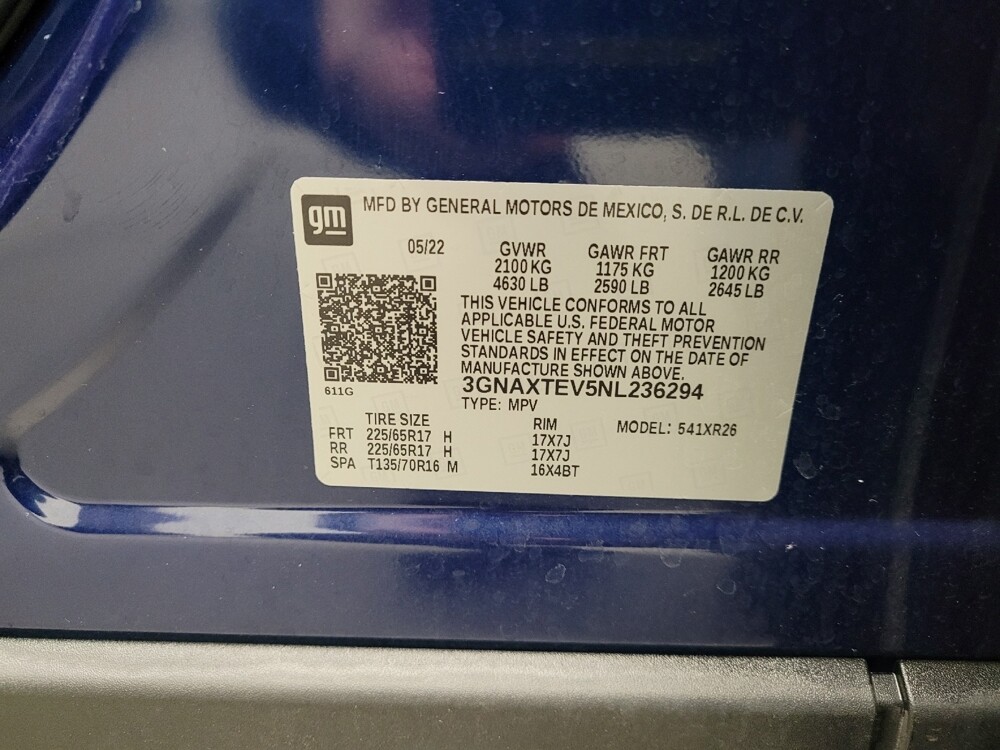 gm
MFD BY GENERAL MOTORS DE MEXICO, S. DE R.L. DE C.V.
05/22 GVWR GAWR FRT GAWR RR
2100 KG 1175 KG 1200 KG
4630 LB 2590 LB 2645 LB
THIS VEHICLE CONFORMS TO ALL
APPLICABLE U.S. FEDERAL MOTOR
VEHICLE SAFETY AND THEFT PREVENTION
STANDARDS IN EFFECT ON THE DATE OF
MANUFACTURE SHOWN ABOVE.
611G 3GNAXTEV5NL236294
TYPE: MPV
TIRE SIZE RIM MODEL: 541XR26
FRT 225/65R17 H 17X7J
RR 225/65R17 H 17X7J
SPA T135/70R16 M 16X4BT